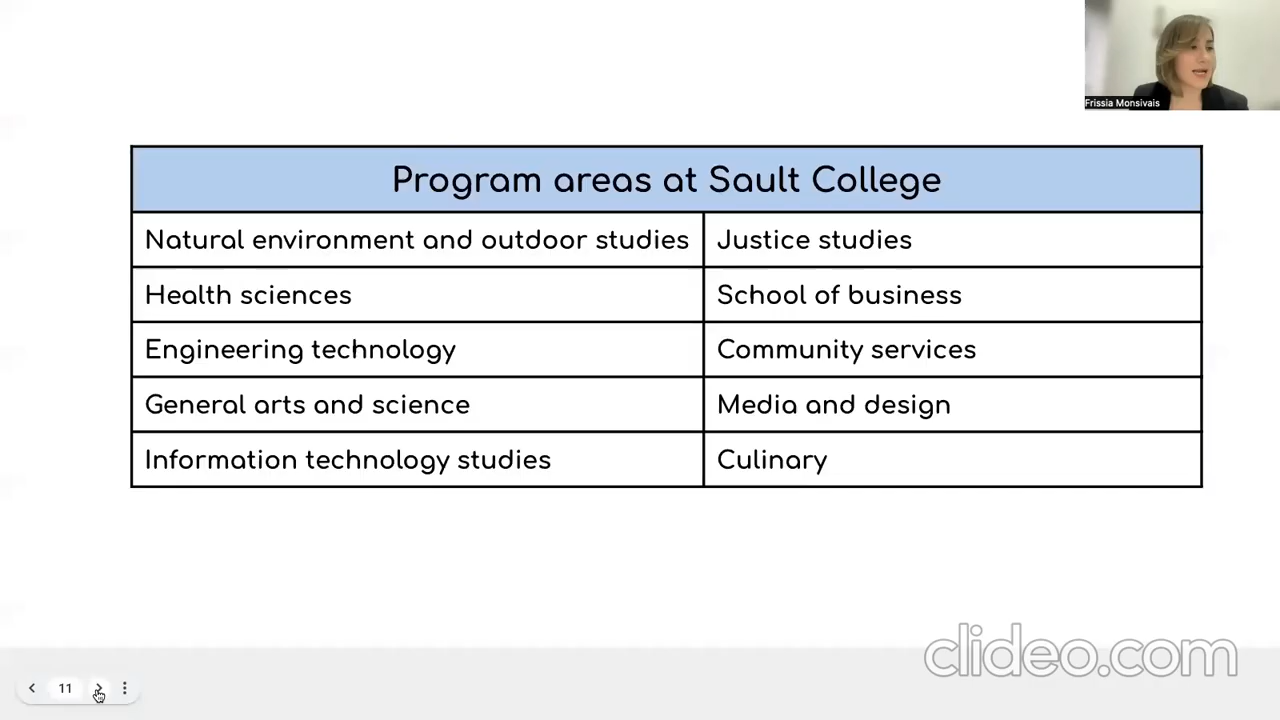 Frissia Monsivais
Program areas at Sault College
Natural environment and outdoor studies
Justice studies
Health sciences
School of business
Engineering technology
Community services
General arts and science
Media and design
Information technology studies
Culinary
clideo.com
11